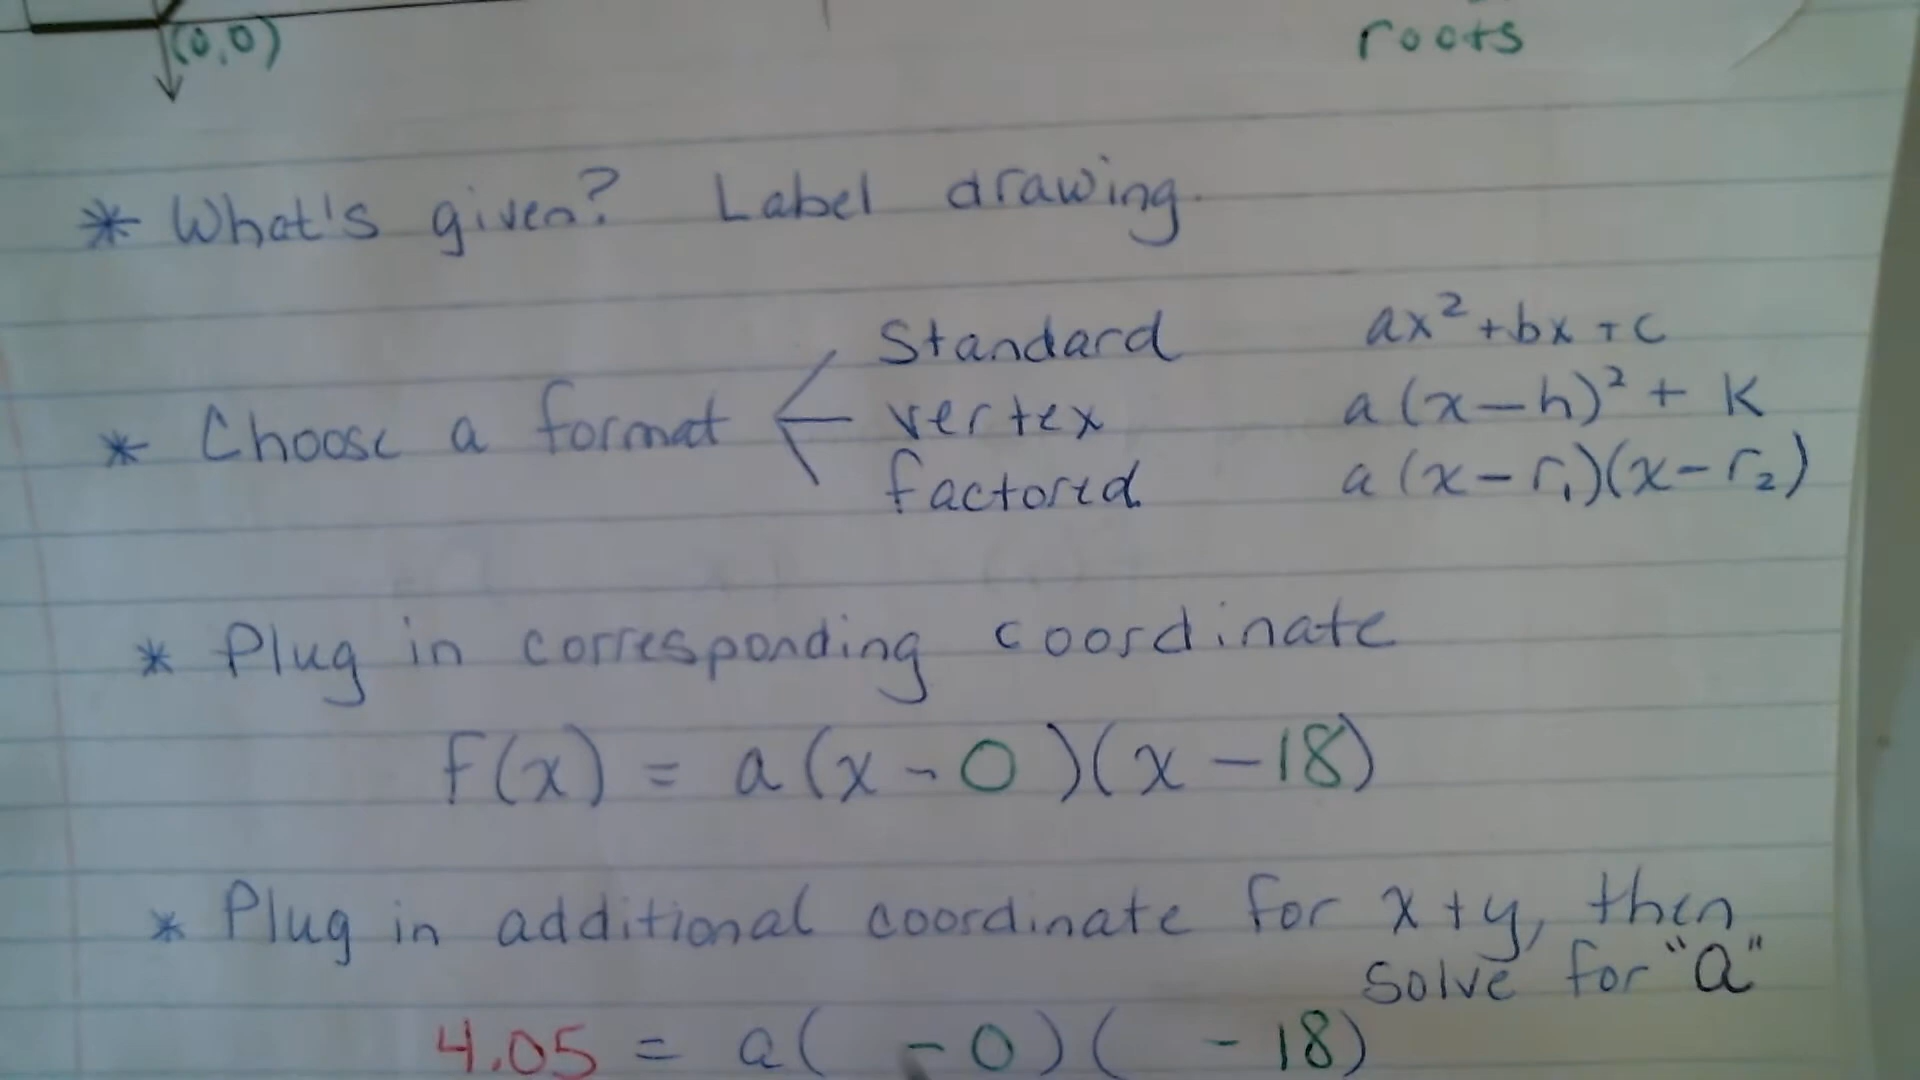 (0,0)
roots
* What's given? Label drawing.
Standard ax² + bx + c
* Choose a format < vertex a(x-h)² + K
factored a(x-r₁)(x-r₂)
* Plug in corresponding coordinate
f(x) = a(x-0)(x-18)
* Plug in additional coordinate for x+y, then
solve for "a"
4.05 = a( -0)( -18)